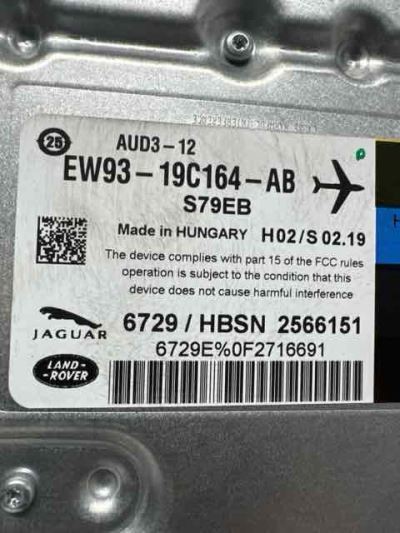 25
AUD3-12
EW93-19C164-AB
S79EB
Made in HUNGARY H02/S 02.19
The device complies with part 15 of the FCC rules
operation is subject to the condition that this
device does not cause harmful interference
JAGUAR
6729 / HBSN 2566151
6729E%0F2716691
LAND-
-ROVER